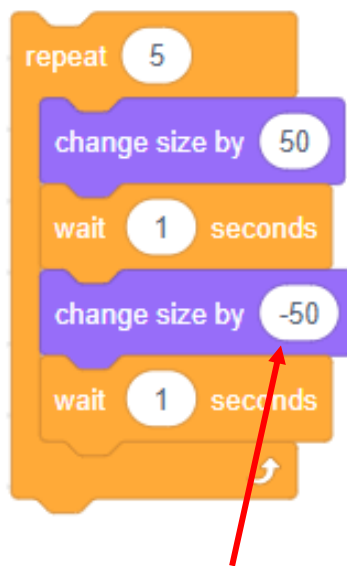 repeat 5
change size by 50
wait 1 seconds
change size by -50
wait 1 seconds